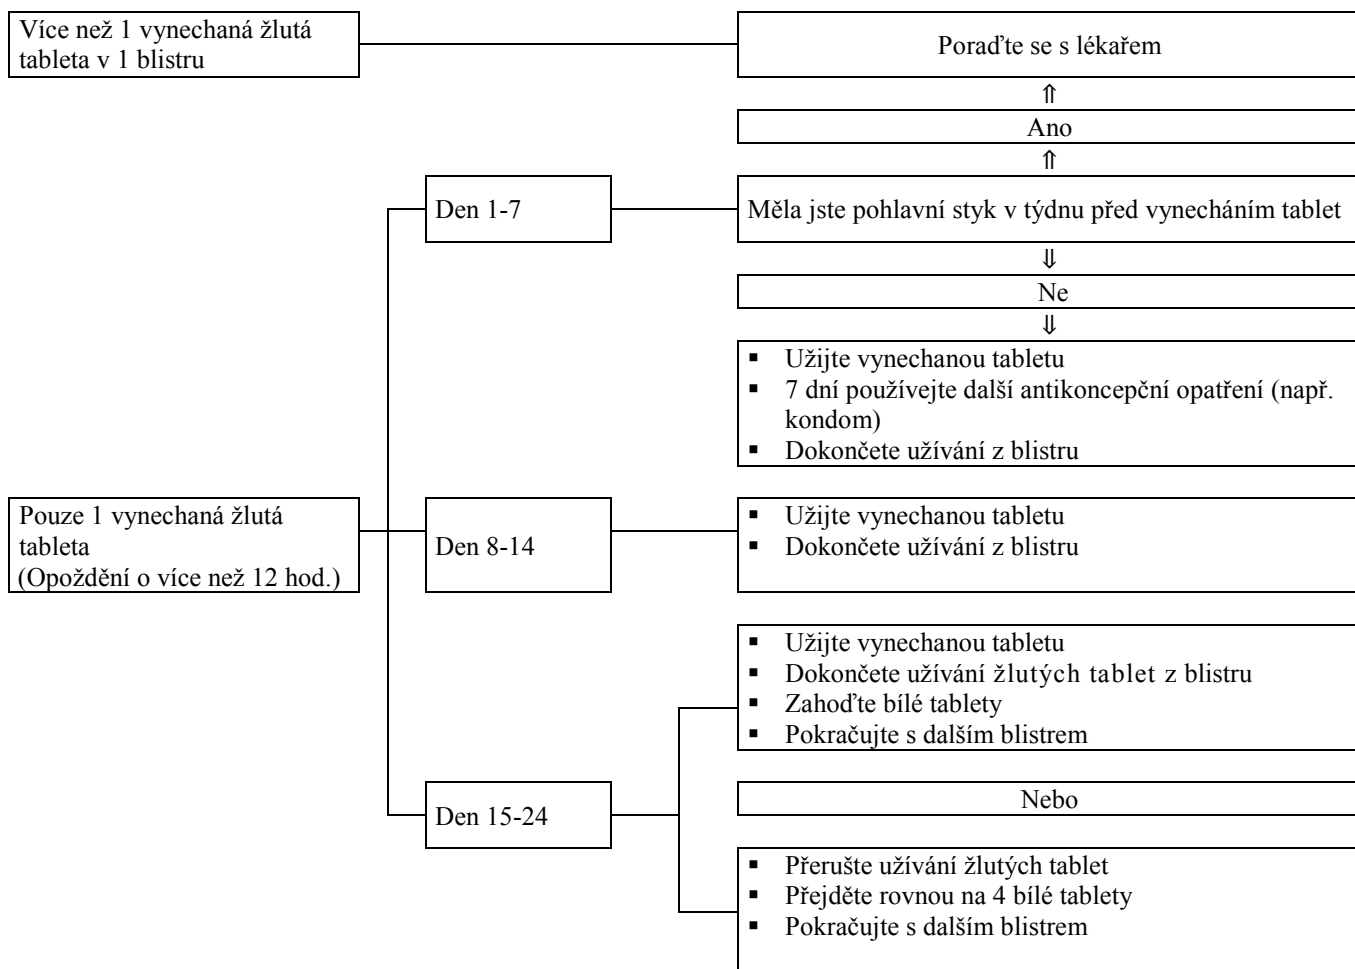 Více než 1 vynechaná žlutá
tableta v 1 blistru
Poraďte se s lékařem
⇑
Ano
⇑
Den 1-7
Měla jste pohlavní styk v týdnu před vynecháním tablet
⇓
Ne
⇓
▪ Užijte vynechanou tabletu
▪ 7 dní používejte další antikoncepční opatření (např.
kondom)
▪ Dokončete užívání z blistru
Pouze 1 vynechaná žlutá
tableta
(Opoždění o více než 12 hod.)
Den 8-14
▪ Užijte vynechanou tabletu
▪ Dokončete užívání z blistru
▪ Užijte vynechanou tabletu
▪ Dokončete užívání žlutých tablet z blistru
▪ Zahoďte bílé tablety
▪ Pokračujte s dalším blistrem
Den 15-24
Nebo
▪ Přerušte užívání žlutých tablet
▪ Přejděte rovnou na 4 bílé tablety
▪ Pokračujte s dalším blistrem